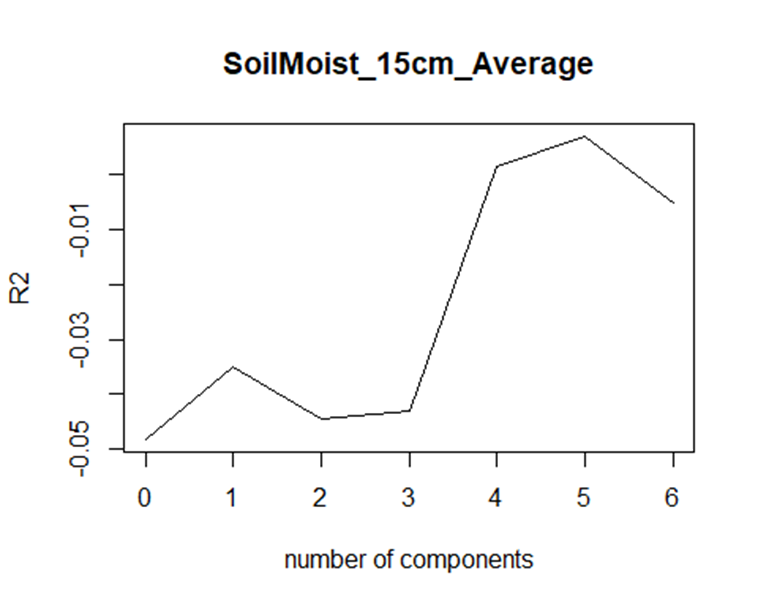 SoilMoist_15cm_Average
R2
-0.01
-0.03
-0.05
0 1 2 3 4 5 6
number of components